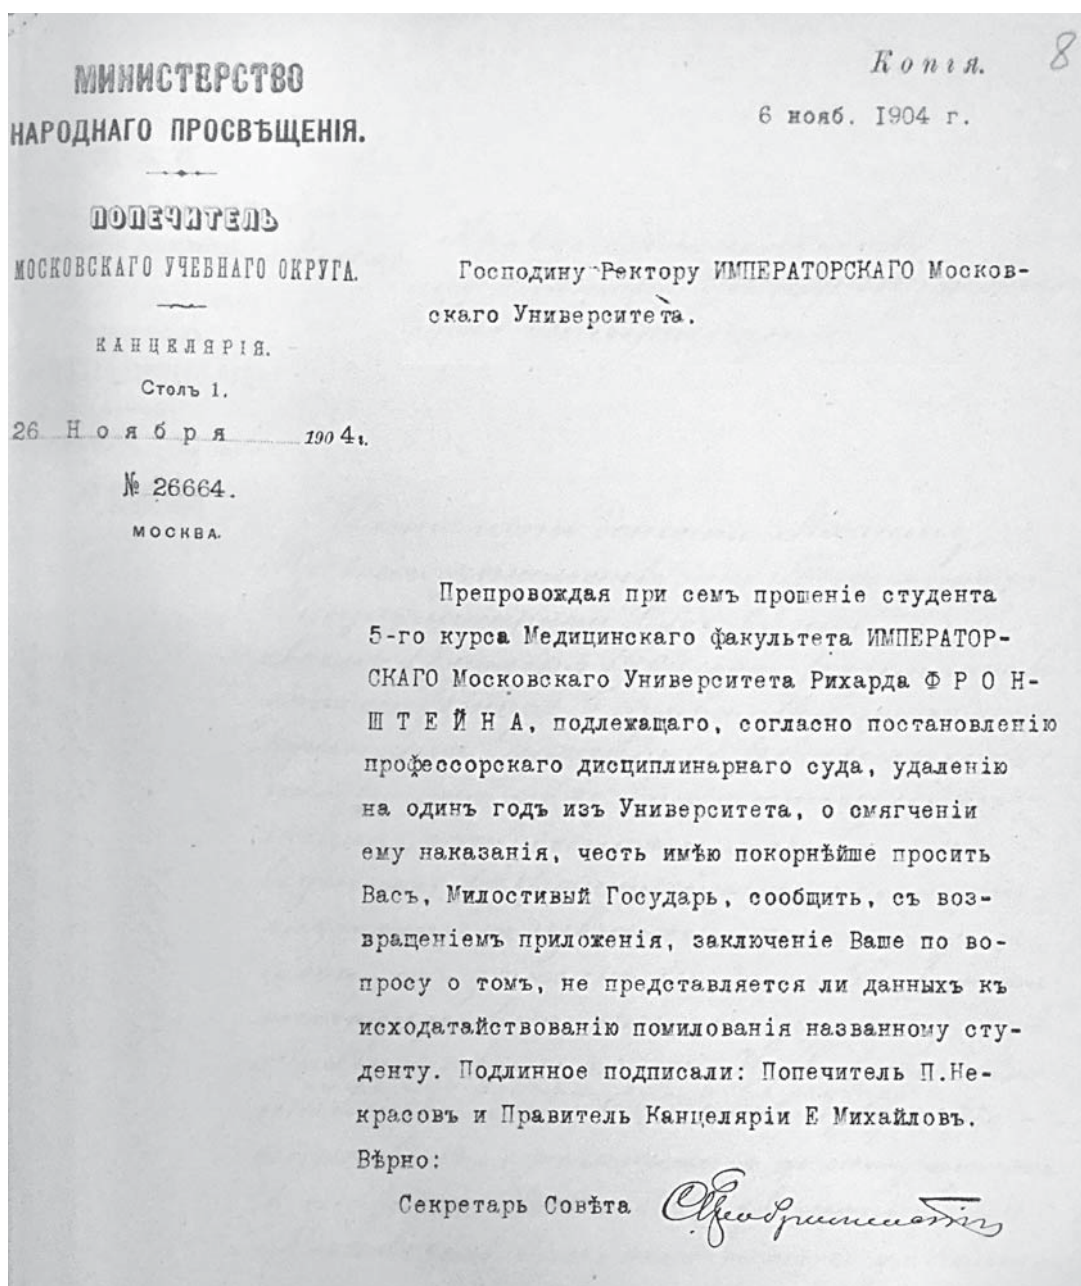 МИНИСТЕРСТВО
НАРОДНАГО ПРОСВѢЩЕНІЯ.
ПОПЕЧИТЕЛЬ
МОСКОВСКАГО УЧЕБНАГО ОКРУГА.
КАНЦЕЛЯРІЯ.
Столъ 1.
26 Ноября 1904 г.
№ 26664.
МОСКВА.
Копія.
8
6 нояб. 1904 г.
Господину Ректору ИМПЕРАТОРСКАГО Москов-
скаго Университета.
Препровождая при семъ прошеніе студента
5-го курса Медицинскаго факультета ИМПЕРАТОР-
СКАГО Московскаго Университета Рихарда Ф Р О Н-
Ш Т Е Й Н А, подлежащаго, согласно постановленію
профессорскаго дисциплинарнаго суда, удаленію
на одинъ годъ изъ Университета, о смягченіи
ему наказанія, честь имѣю покорнѣйше просить
Васъ, Милостивый Государь, сообщить, съ воз-
вращеніемъ приложенія, заключеніе Ваше по во-
просу о томъ, не представляется ли данныхъ къ
исходатайствованію помилованія названному сту-
денту. Подлинное подписали: Попечитель П.Не-
красовъ и Правитель Канцеляріи Е Михайловъ.
Вѣрно:
Секретарь Совѣта